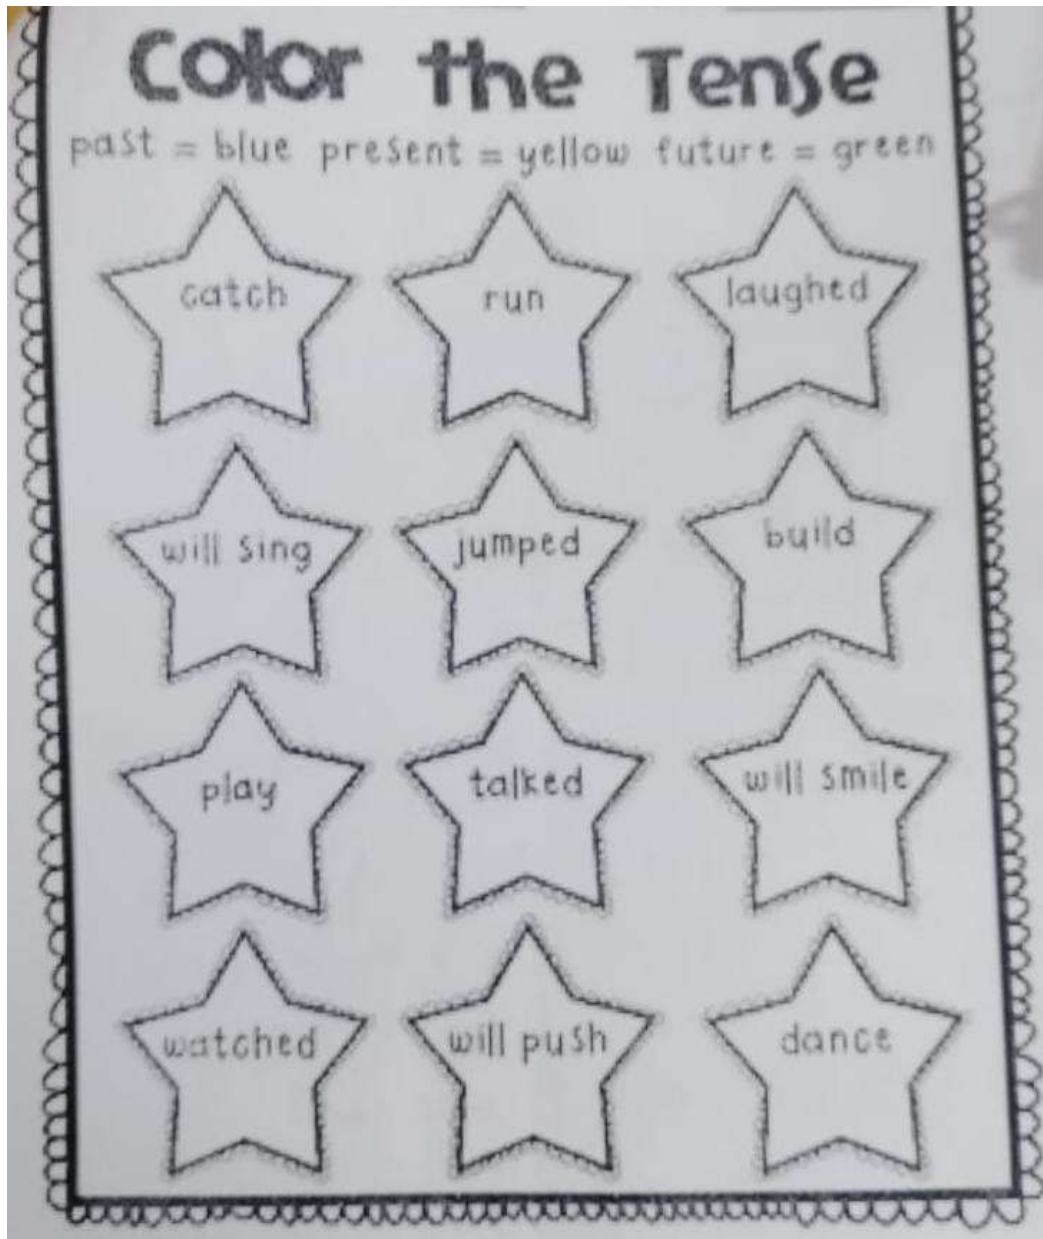 Color the Tense
past = blue present = yellow future = green
catch run laughed
will sing jumped build
play talked will smile
watched will push dance